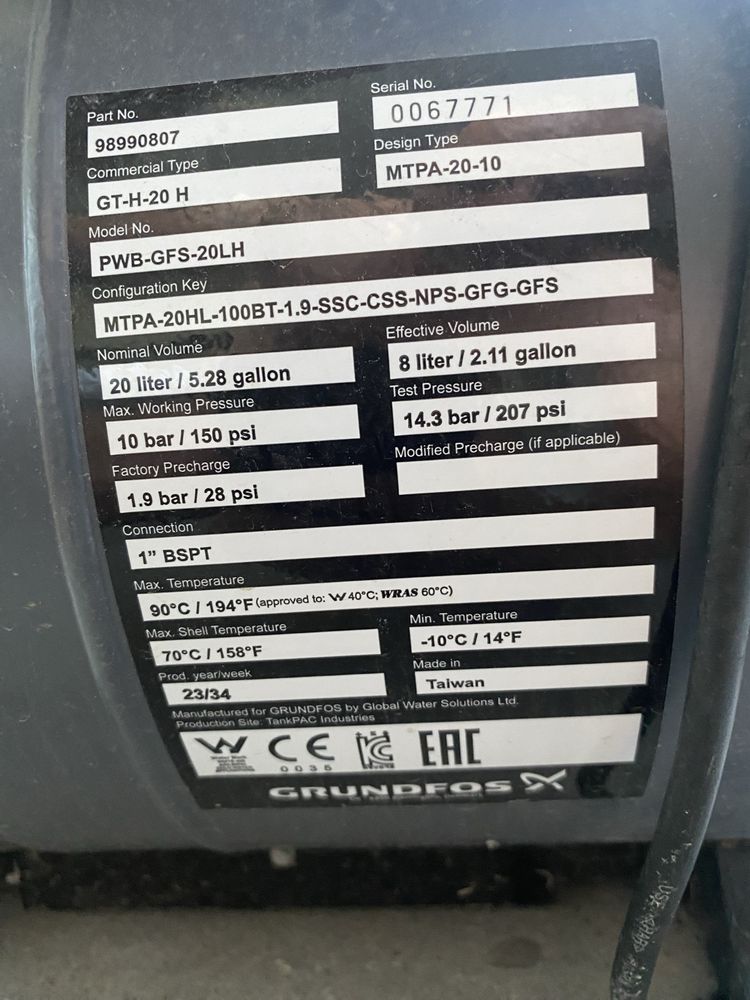 Part No.
Serial No.
98990807
0067771
Commercial Type
Design Type
GT-H-20 H
MTPA-20-10
Model No.
PWB-GFS-20LH
Configuration Key
MTPA-20HL-100BT-1.9-SSC-CSS-NPS-GFG-GFS
Nominal Volume
Effective Volume
20 liter / 5.28 gallon
8 liter / 2.11 gallon
Max. Working Pressure
Test Pressure
10 bar / 150 psi
14.3 bar / 207 psi
Factory Precharge
Modified Precharge (if applicable)
1.9 bar / 28 psi
Connection
1” BSPT
Max. Temperature
90°C / 194°F (approved to: W 40°C; WRAS 60°C)
Max. Shell Temperature
Min. Temperature
70°C / 158°F
-10°C / 14°F
Prod. year/week
Made in
23/34
Taiwan
Manufactured for GRUNDFOS by Global Water Solutions Ltd.
Production Site: TankPAC Industries
W CE EAC
0035
GRUNDFOS